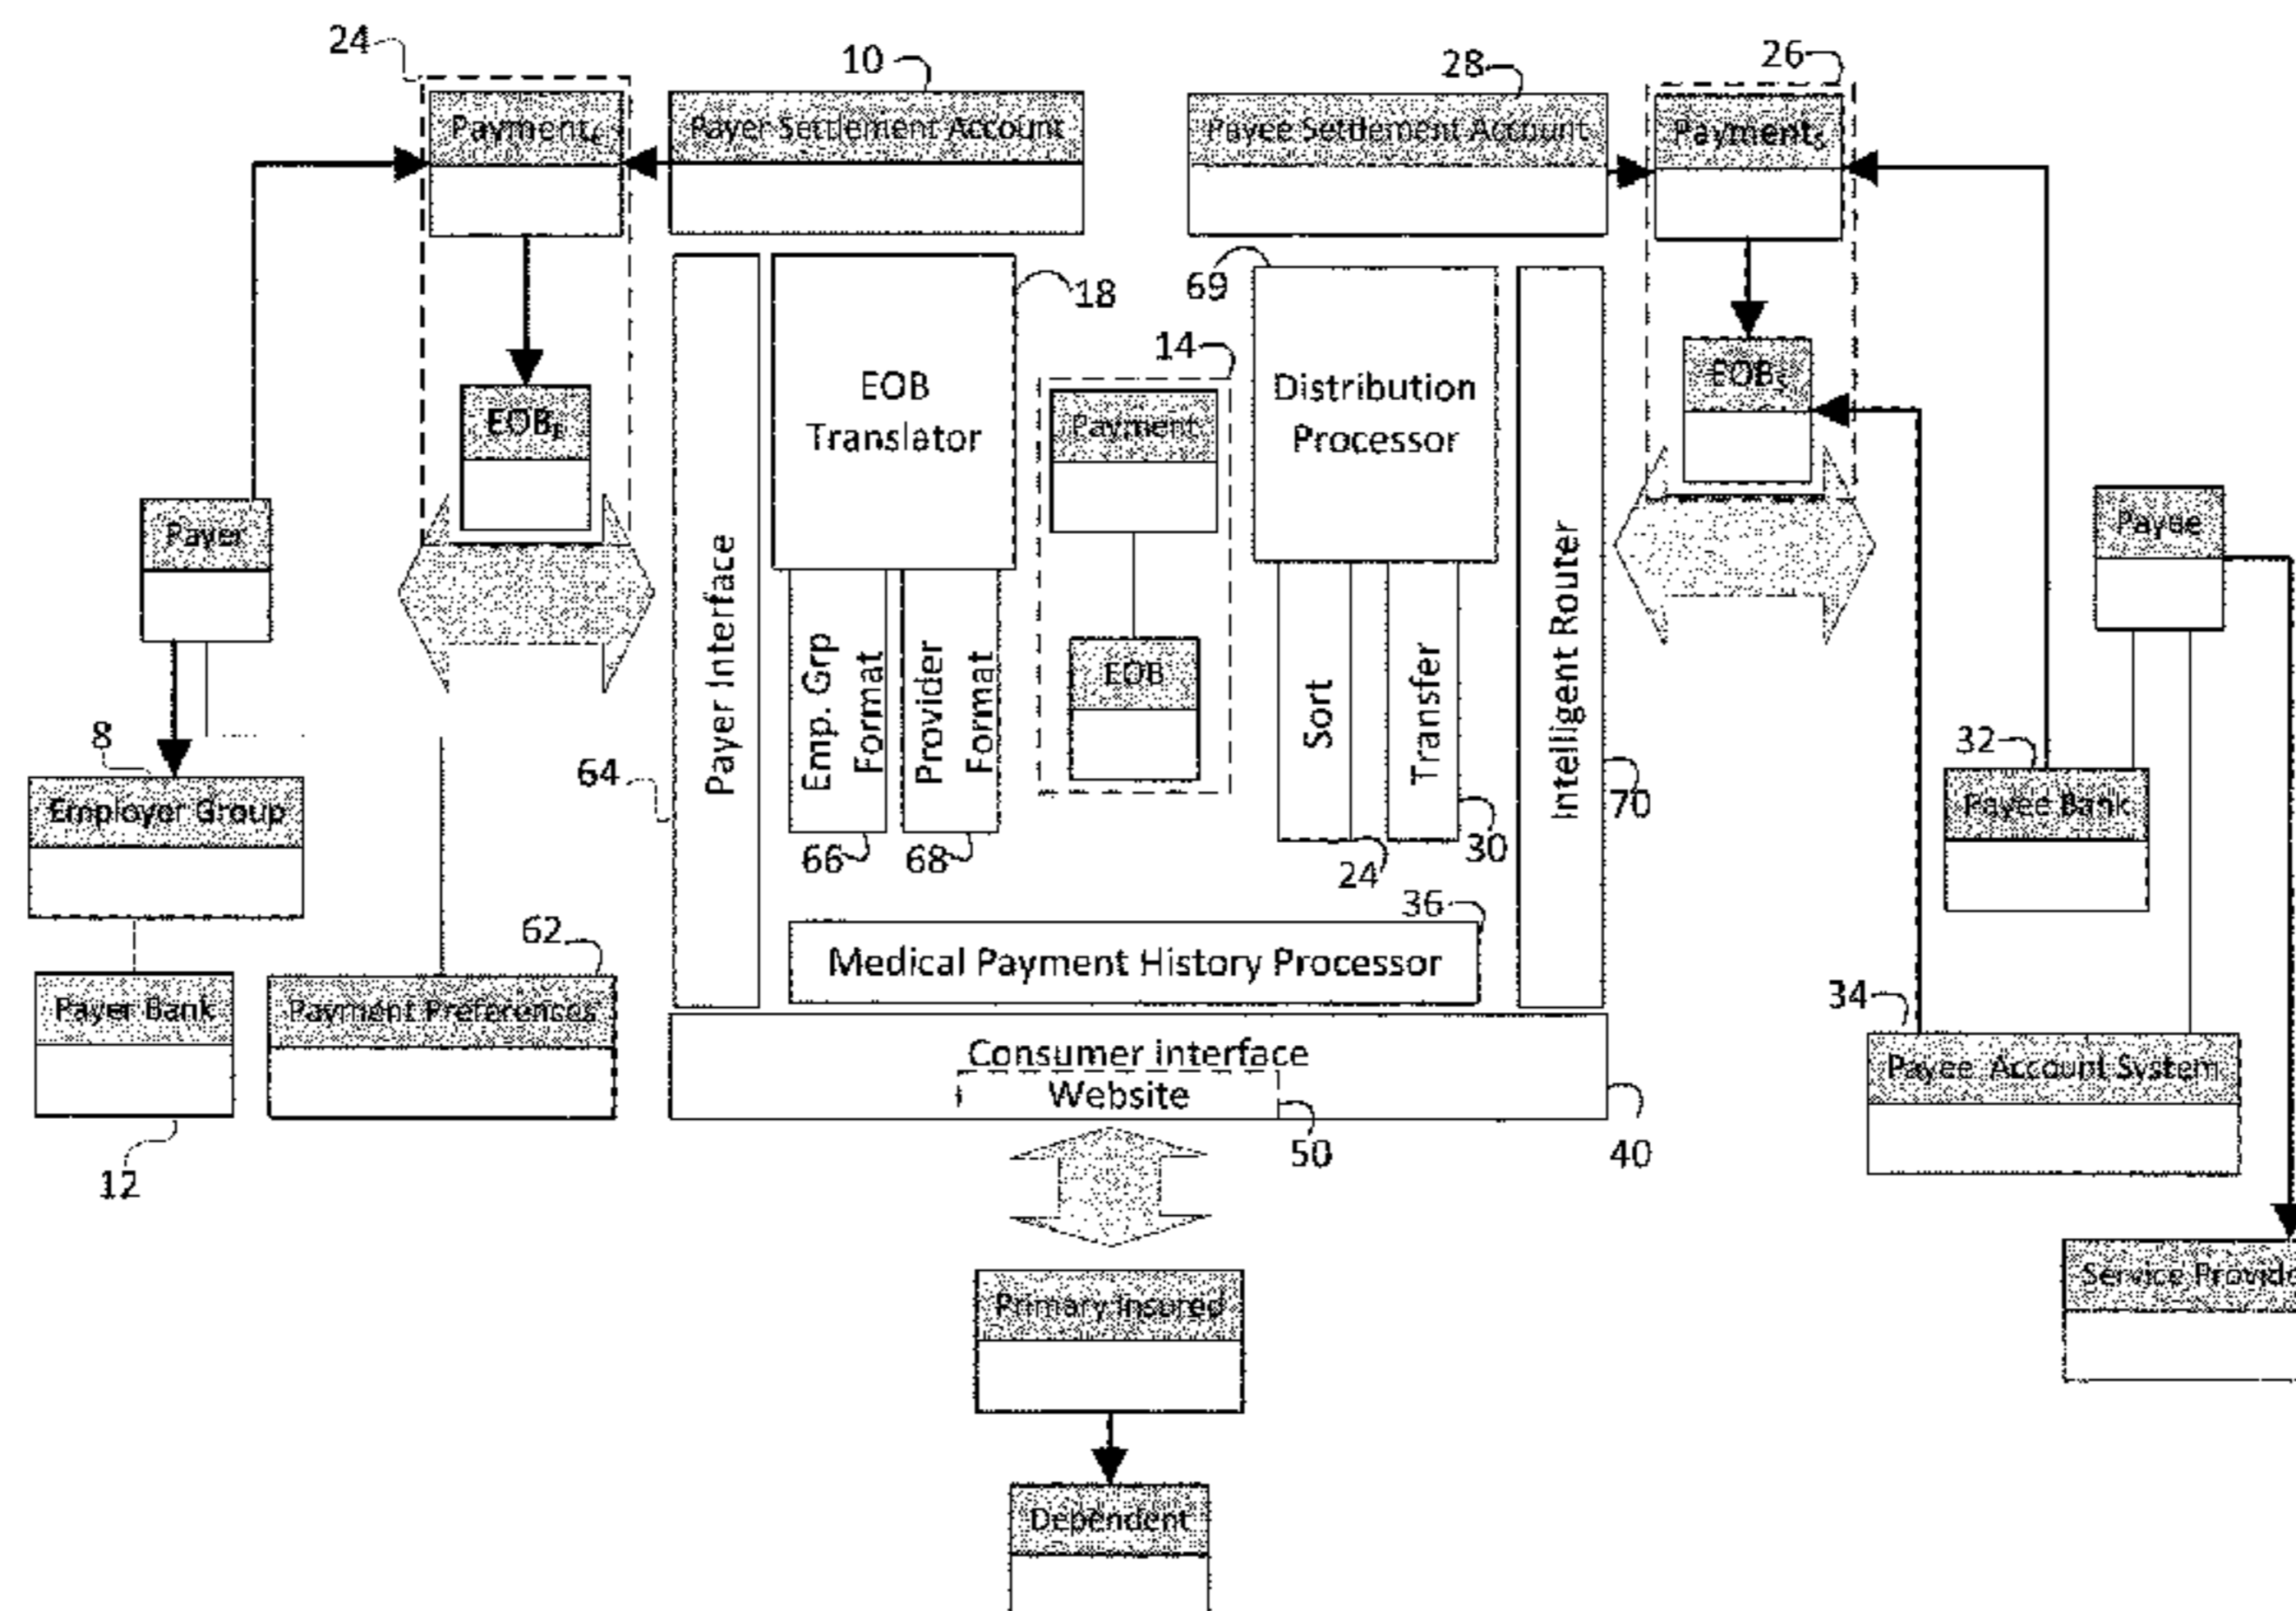 24
10
28
26
Payment
Payer Settlement Account
Payee Settlement Account
Payment
18
69
14
EOB
Translator
Distribution
Processor
EOB
EOB
Payment
Payer
Payee
Payer Interface
Emp. Grp
Format
Provider
Format
EOB
Sort
Transfer
Intelligent Router
8
64
32
70
Employer Group
Payee Bank
66
68
24
30
36
62
Medical Payment History Processor
34
Payer Bank
Payment Preferences
Consumer interface
Website
Payee Account System
12
50
40
Primary Insured
Service Provide
Dependent